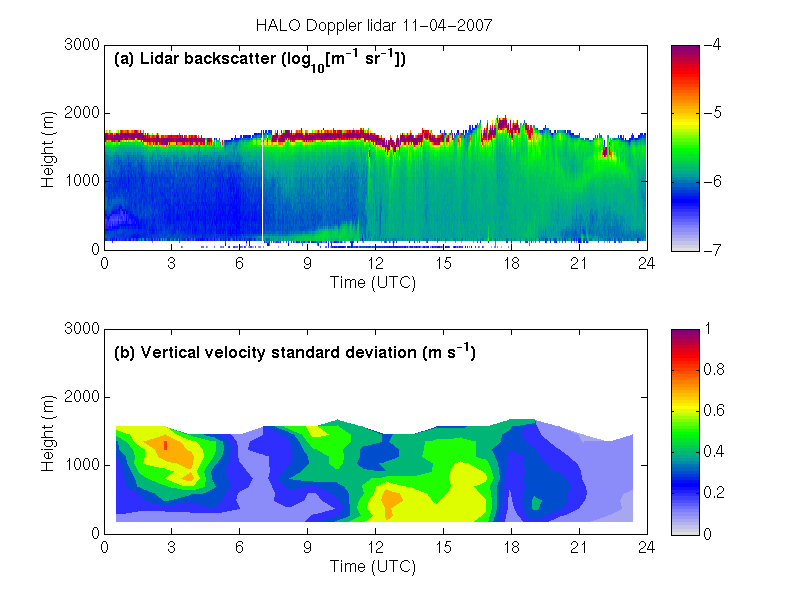 HALO Doppler lidar 11−04−2007
(a) Lidar backscatter (log10[m−1 sr−1])
3000
2000
1000
0
Height (m)
0 3 6 9 12 15 18 21 24
Time (UTC)
−4
−5
−6
−7
(b) Vertical velocity standard deviation (m s−1)
3000
2000
1000
0
Height (m)
0 3 6 9 12 15 18 21 24
Time (UTC)
1
0.8
0.6
0.4
0.2
0